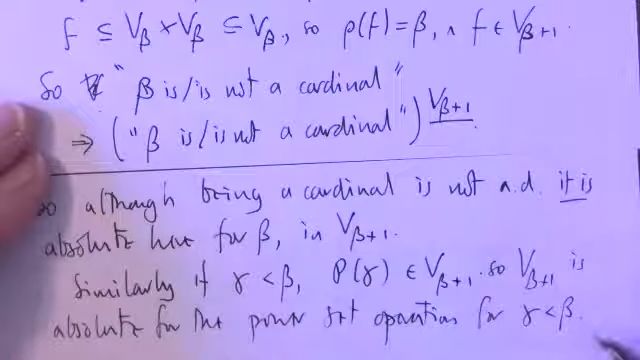 f ⊆ V_β × V_β ⊆ V_β, so ρ(f) = β, ∧ f ∈ V_{β+1}.
So "β is/is not a cardinal"
⇒ ("β is/is not a cardinal")^{V_{β+1}}.
So although being a cardinal is not a.d. it is
absolute here for β, in V_{β+1}.
Similarly if γ < β, P(γ) ∈ V_{β+1}. so V_{β+1} is
absolute for the power set operation for γ < β.